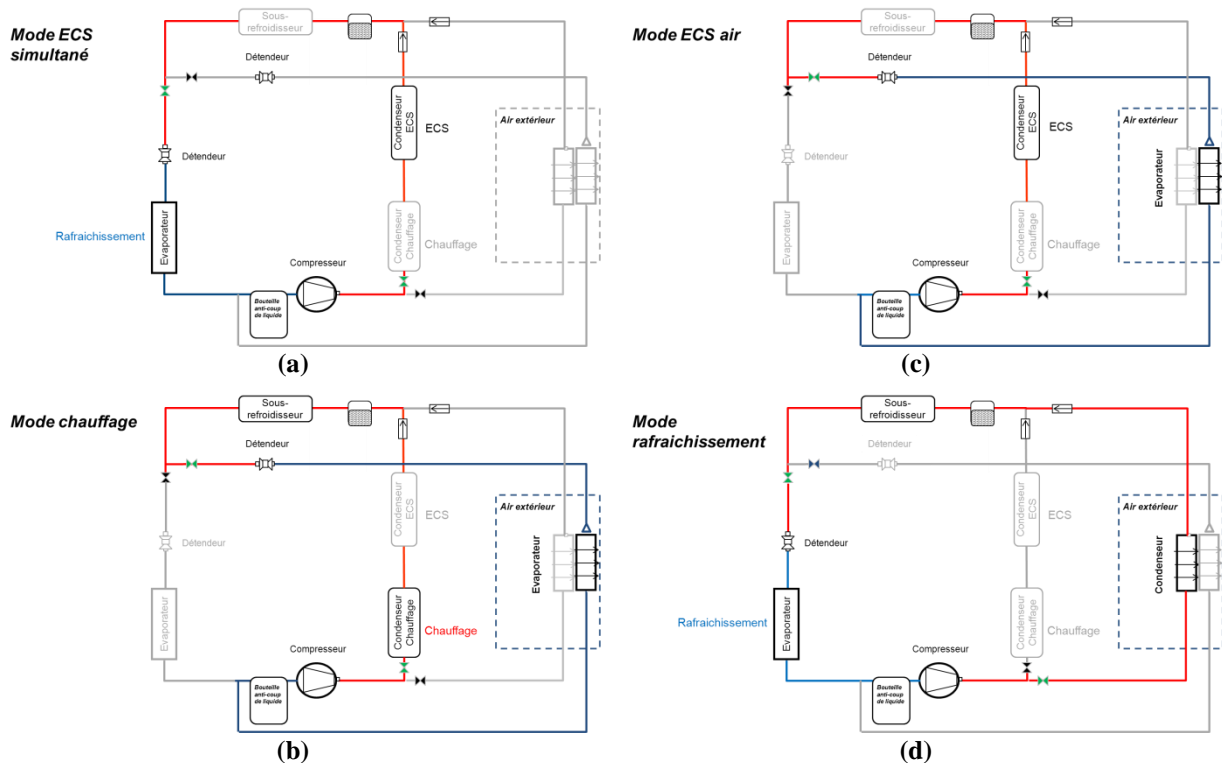 Mode ECS
simultané
Sous-
refroidisseur
Détendeur
Condenseur
ECS
ECS
Air extérieur
Détendeur
Evaporateur
Rafraichissement
Condenseur
Chauffage
Chauffage
Compresseur
Bouteille
anti-coup
de liquide
(a)
Mode ECS air
Sous-
refroidisseur
Détendeur
Condenseur
ECS
ECS
Air extérieur
Détendeur
Evaporateur
Evaporateur
Condenseur
Chauffage
Chauffage
Compresseur
Bouteille
anti-coup
de liquide
(c)
Mode chauffage
Sous-
refroidisseur
Détendeur
Condenseur
ECS
ECS
Air extérieur
Détendeur
Evaporateur
Evaporateur
Condenseur
Chauffage
Chauffage
Compresseur
Bouteille
anti-coup
de liquide
(b)
Mode
rafraichissement
Sous-
refroidisseur
Détendeur
Condenseur
ECS
ECS
Air extérieur
Détendeur
Condenseur
Rafraichissement
Evaporateur
Condenseur
Chauffage
Chauffage
Compresseur
Bouteille
anti-coup
de liquide
(d)